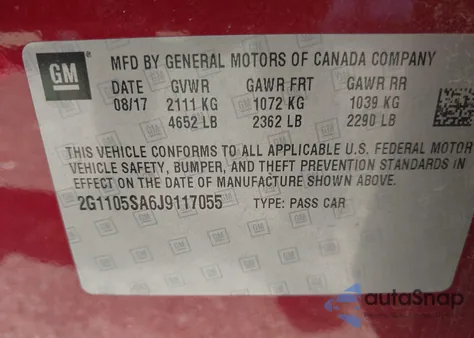 GM MFD BY GENERAL MOTORS OF CANADA COMPANY
DATE GVWR GAWR FRT GAWR RR
08/17 2111 KG 1072 KG 1039 KG
4652 LB 2362 LB 2290 LB
THIS VEHICLE CONFORMS TO ALL APPLICABLE U.S. FEDERAL MOTOR
VEHICLE SAFETY, BUMPER, AND THEFT PREVENTION STANDARDS IN
EFFECT ON THE DATE OF MANUFACTURE SHOWN ABOVE.
2G1105SA6J9117055 TYPE: PASS CAR
autoSnap